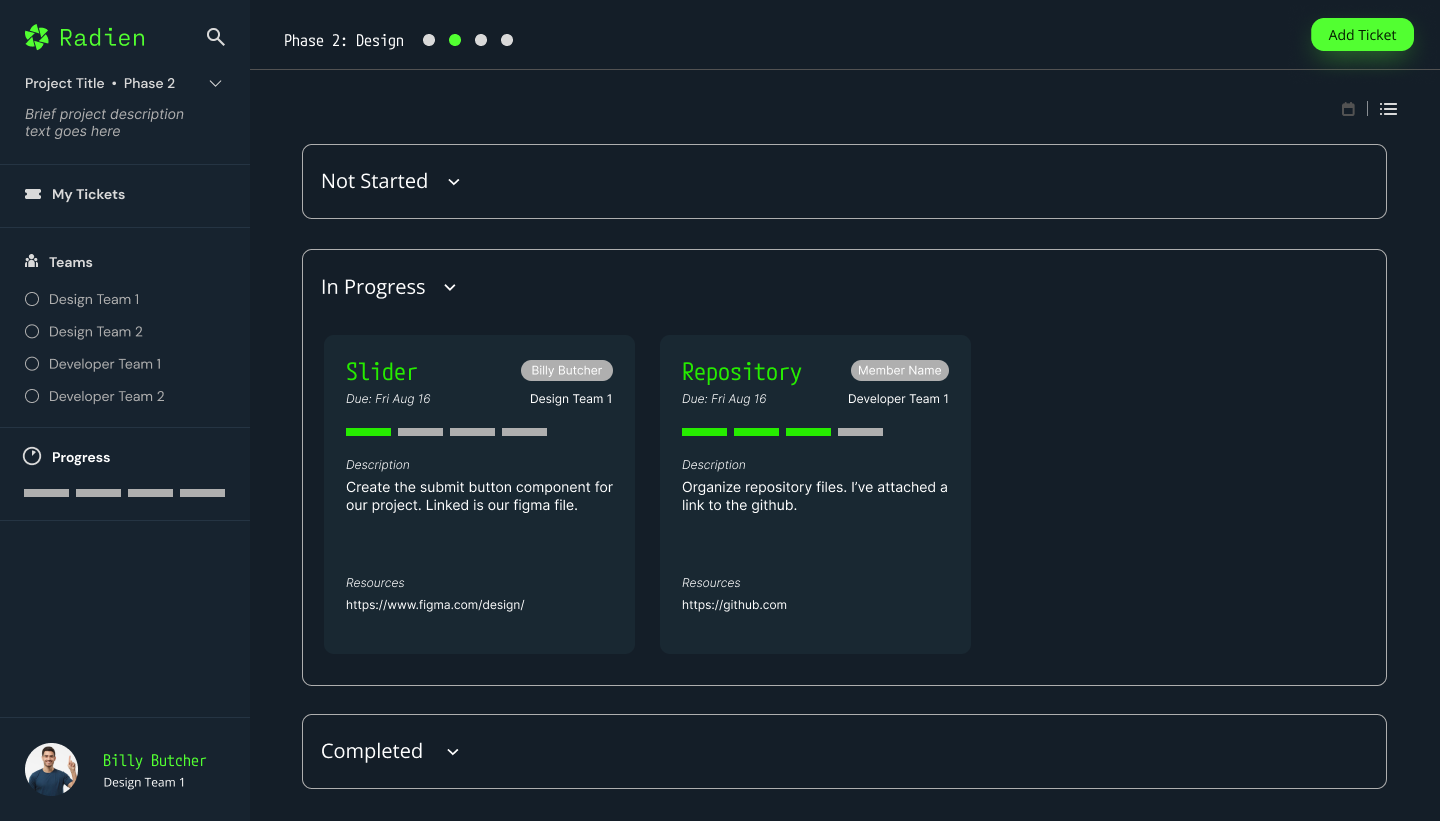 Radien
Project Title • Phase 2
Brief project description
text goes here
My Tickets
Teams
Design Team 1
Design Team 2
Developer Team 1
Developer Team 2
Progress
Billy Butcher
Design Team 1
Phase 2: Design
Add Ticket
Not Started
In Progress
Slider
Billy Butcher
Due: Fri Aug 16
Design Team 1
Description
Create the submit button component for
our project. Linked is our figma file.
Resources
https://www.figma.com/design/
Repository
Member Name
Due: Fri Aug 16
Developer Team 1
Description
Organize repository files. I’ve attached a
link to the github.
Resources
https://github.com
Completed